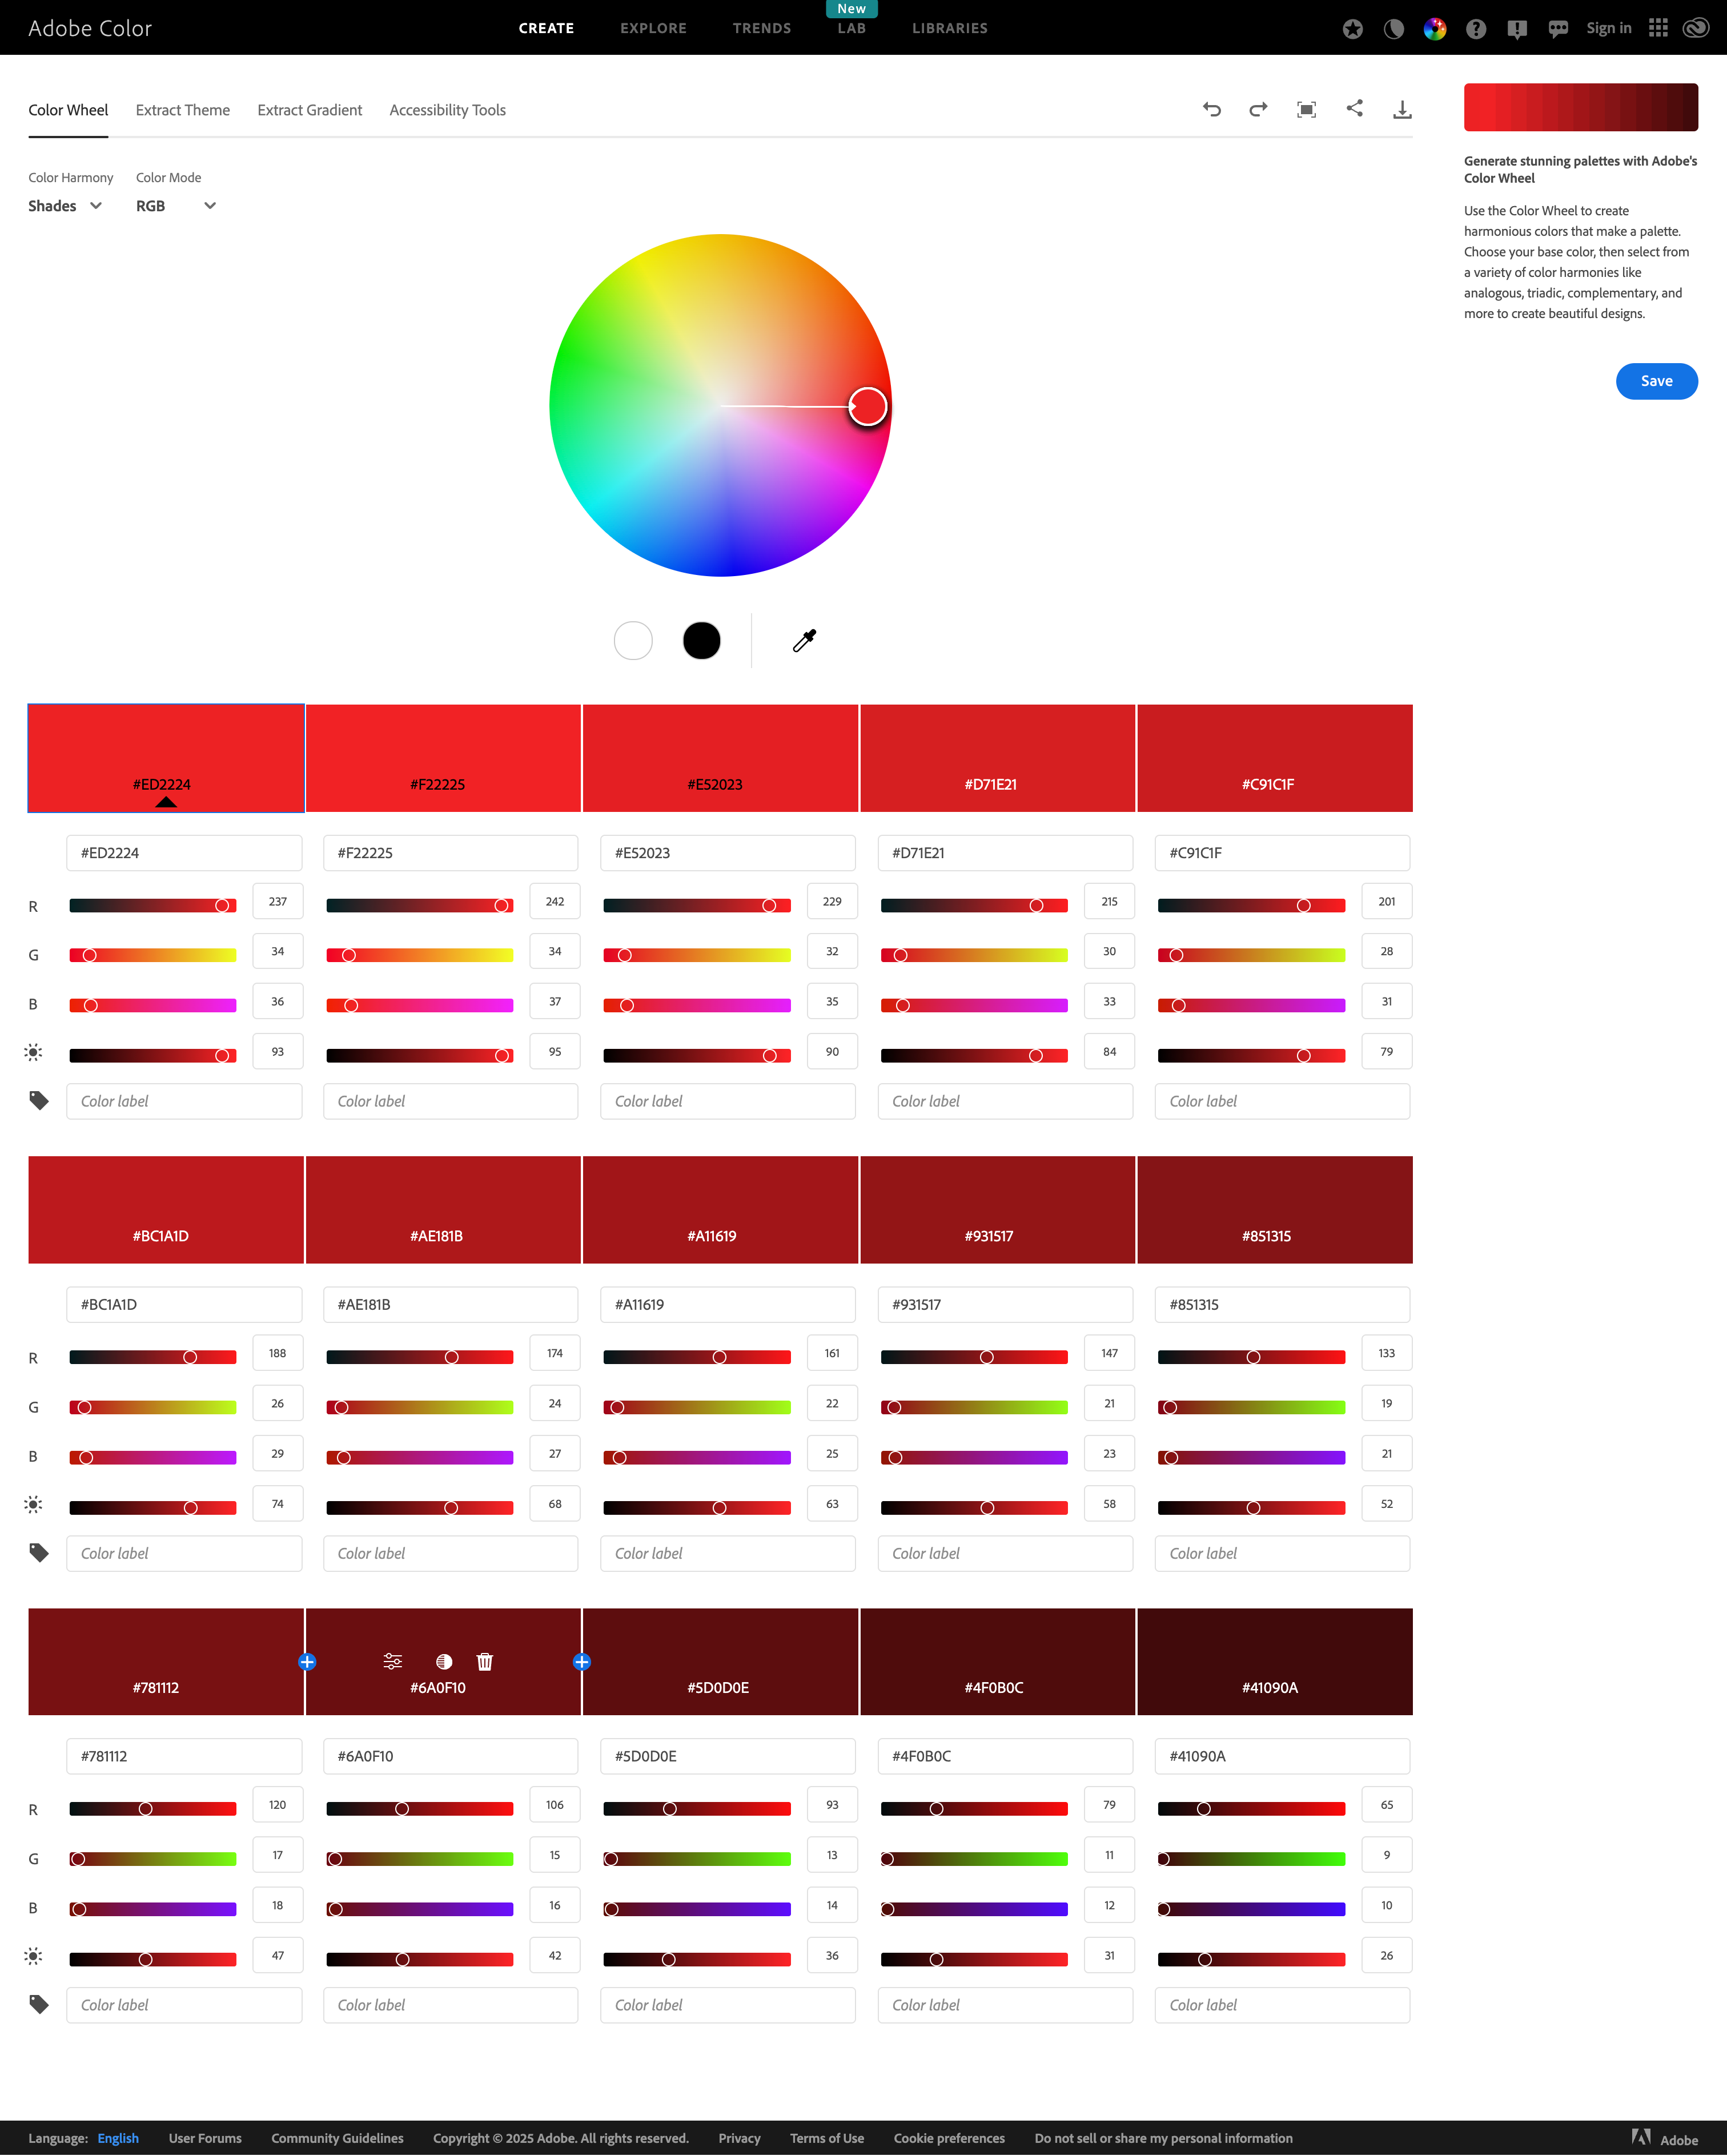 Adobe Color
CREATE EXPLORE TRENDS New LAB LIBRARIES
Sign in
Color Wheel Extract Theme Extract Gradient Accessibility Tools
Color Harmony Color Mode
Shades RGB
Generate stunning palettes with Adobe's
Color Wheel
Use the Color Wheel to create
harmonious colors that make a palette.
Choose your base color, then select from
a variety of color harmonies like
analogous, triadic, complementary, and
more to create beautiful designs.
Save
#ED2224 #F22225 #E52023 #D71E21 #C91C1F
#ED2224 #F22225 #E52023 #D71E21 #C91C1F
R 237 242 229 215 201
G 34 34 32 30 28
B 36 37 35 33 31
93 95 90 84 79
Color label Color label Color label Color label Color label
#BC1A1D #AE181B #A11619 #931517 #851315
#BC1A1D #AE181B #A11619 #931517 #851315
R 188 174 161 147 133
G 26 24 22 21 19
B 29 27 25 23 21
74 68 63 58 52
Color label Color label Color label Color label Color label
#781112 #6A0F10 #5D0D0E #4F0B0C #41090A
#781112 #6A0F10 #5D0D0E #4F0B0C #41090A
R 120 106 93 79 65
G 17 15 13 11 9
B 18 16 14 12 10
47 42 36 31 26
Color label Color label Color label Color label Color label
Language: English User Forums Community Guidelines Copyright © 2025 Adobe. All rights reserved. Privacy Terms of Use Cookie preferences Do not sell or share my personal information Adobe